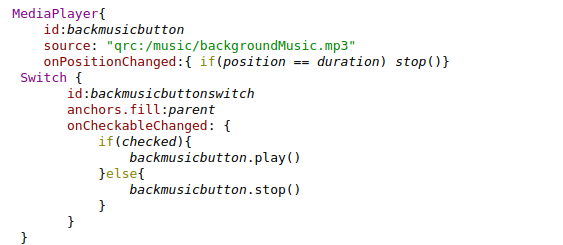 MediaPlayer{
id:backmusicbutton
source: "qrc:/music/backgroundMusic.mp3"
onPositionChanged:{ if(position == duration) stop()}
Switch {
id:backmusicbuttonswitch
anchors.fill:parent
onCheckableChanged: {
if(checked){
backmusicbutton.play()
}else{
backmusicbutton.stop()
}
}
}